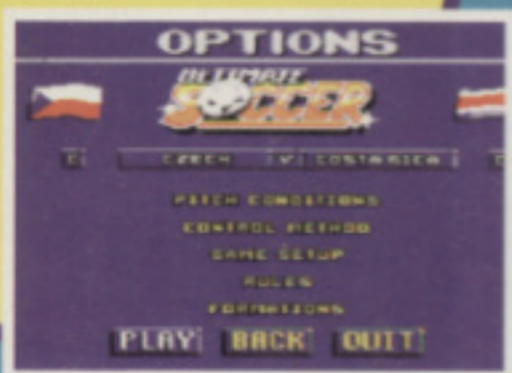 OPTIONS
ULTIMATE
SOCCER
CZECH V COSTA RICA
PITCH CONDITIONS
CONTROL METHOD
GAME SETUP
RULES
FORMATIONS
PLAY BACK QUIT